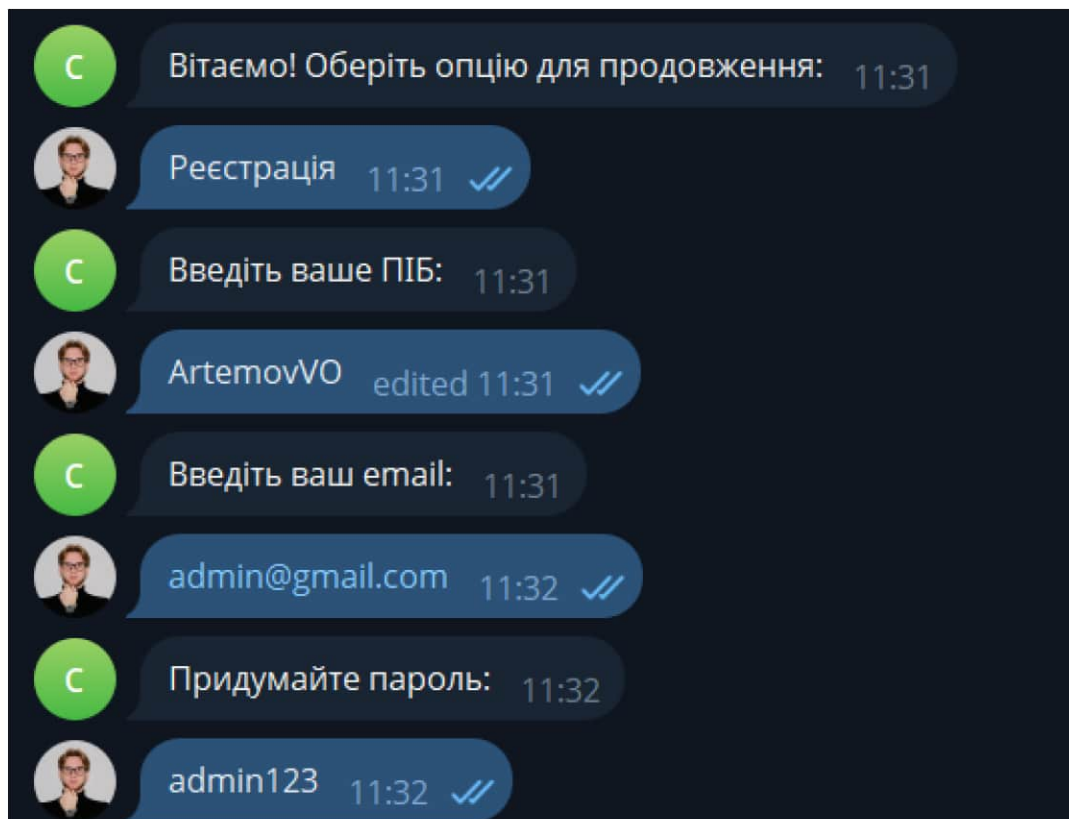 С
Вітаємо! Оберіть опцію для продовження: 11:31
Реєстрація 11:31
С
Введіть ваше ПІБ: 11:31
ArtemovVO edited 11:31
С
Введіть ваш email: 11:31
admin@gmail.com 11:32
С
Придумайте пароль: 11:32
admin123 11:32